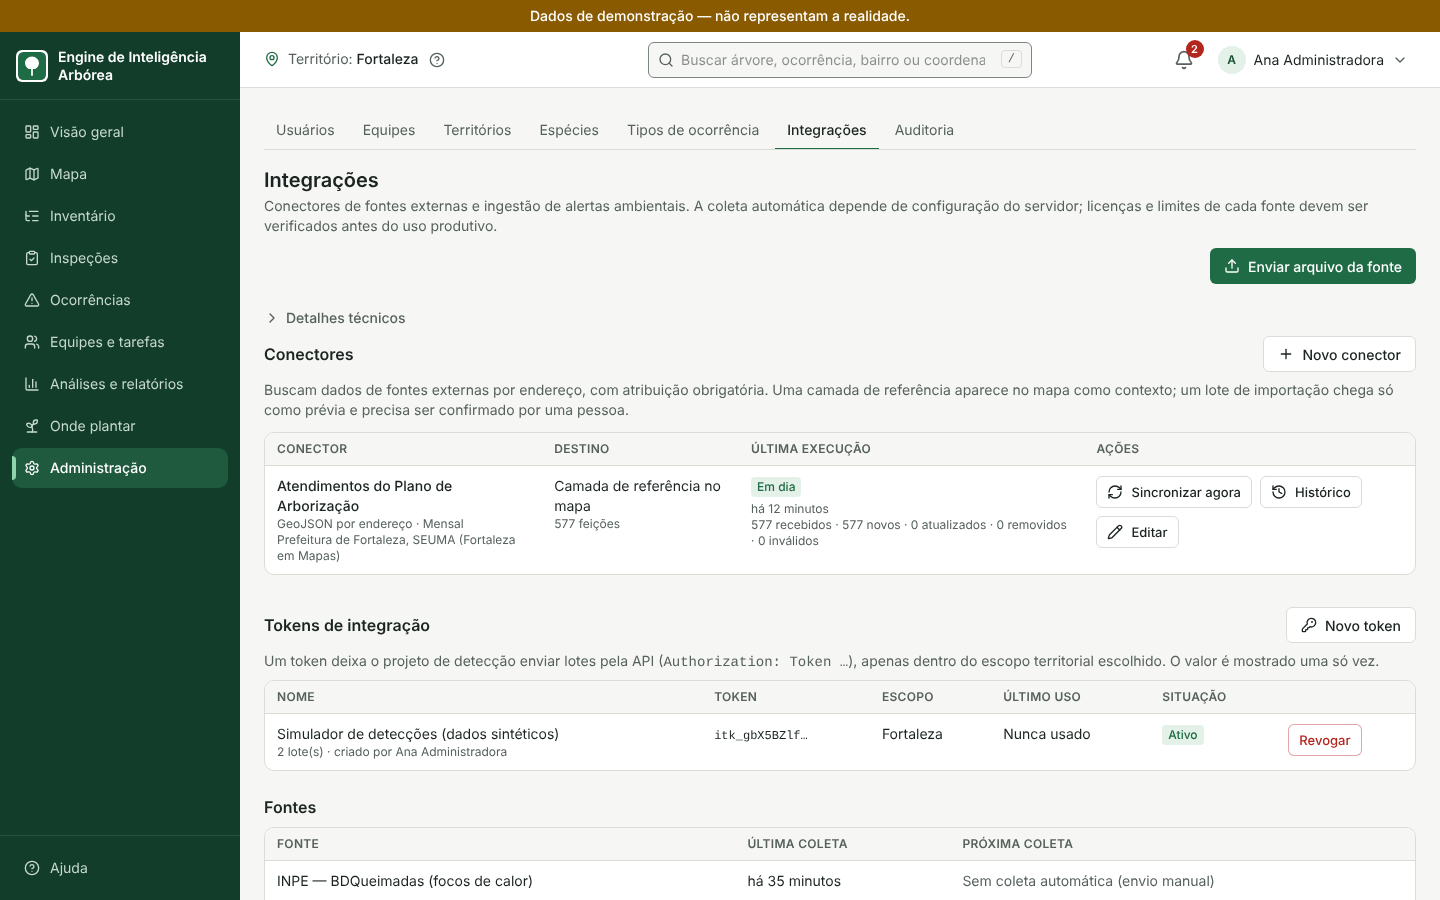 Dados de demonstração — não representam a realidade.
Engine de Inteligência
Arbórea
Território: Fortaleza
Buscar árvore, ocorrência, bairro ou coordena
/
2
A
Ana Administradora
Visão geral
Mapa
Inventário
Inspeções
Ocorrências
Equipes e tarefas
Análises e relatórios
Onde plantar
Administração
Ajuda
Usuários
Equipes
Territórios
Espécies
Tipos de ocorrência
Integrações
Auditoria
Integrações
Conectores de fontes externas e ingestão de alertas ambientais. A coleta automática depende de configuração do servidor; licenças e limites de cada fonte devem ser
verificados antes do uso produtivo.
Enviar arquivo da fonte
Detalhes técnicos
Conectores
Novo conector
Buscam dados de fontes externas por endereço, com atribuição obrigatória. Uma camada de referência aparece no mapa como contexto; um lote de importação chega só
como prévia e precisa ser confirmado por uma pessoa.
CONECTOR
DESTINO
ÚLTIMA EXECUÇÃO
AÇÕES
Atendimentos do Plano de
Arborização
GeoJSON por endereço · Mensal
Prefeitura de Fortaleza, SEUMA (Fortaleza
em Mapas)
Camada de referência no
mapa
577 feições
Em dia
há 12 minutos
577 recebidos · 577 novos · 0 atualizados · 0 removidos
· 0 inválidos
Sincronizar agora
Histórico
Editar
Tokens de integração
Novo token
Um token deixa o projeto de detecção enviar lotes pela API (Authorization: Token …), apenas dentro do escopo territorial escolhido. O valor é mostrado uma só vez.
NOME
TOKEN
ESCOPO
ÚLTIMO USO
SITUAÇÃO
Simulador de detecções (dados sintéticos)
2 lote(s) · criado por Ana Administradora
itk_gbX5BZlf…
Fortaleza
Nunca usado
Ativo
Revogar
Fontes
FONTE
ÚLTIMA COLETA
PRÓXIMA COLETA
INPE — BDQueimadas (focos de calor)
há 35 minutos
Sem coleta automática (envio manual)